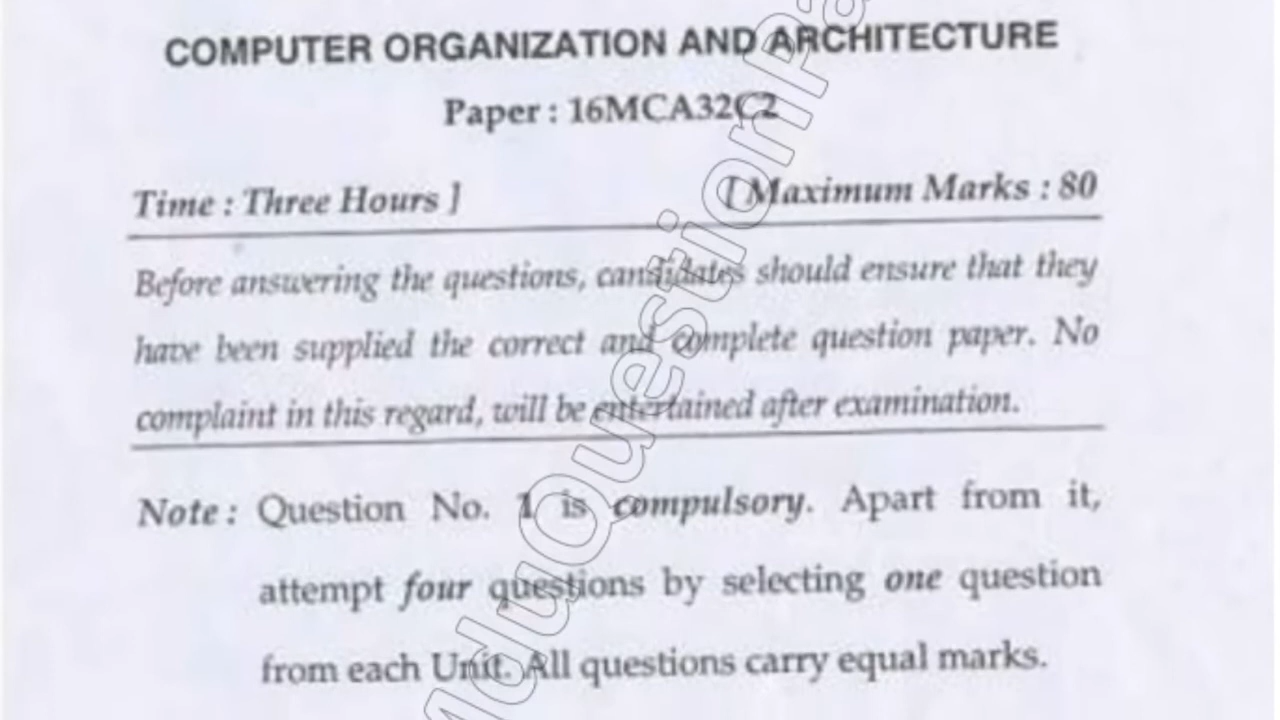 COMPUTER ORGANIZATION AND ARCHITECTURE
Paper : 16MCA32C2
Time : Three Hours ] [ Maximum Marks : 80
Before answering the questions, candidates should ensure that they
have been supplied the correct and complete question paper. No
complaint in this regard, will be entertained after examination.
Note : Question No. 1 is compulsory. Apart from it,
attempt four questions by selecting one question
from each Unit. All questions carry equal marks.
MduQuestionPa